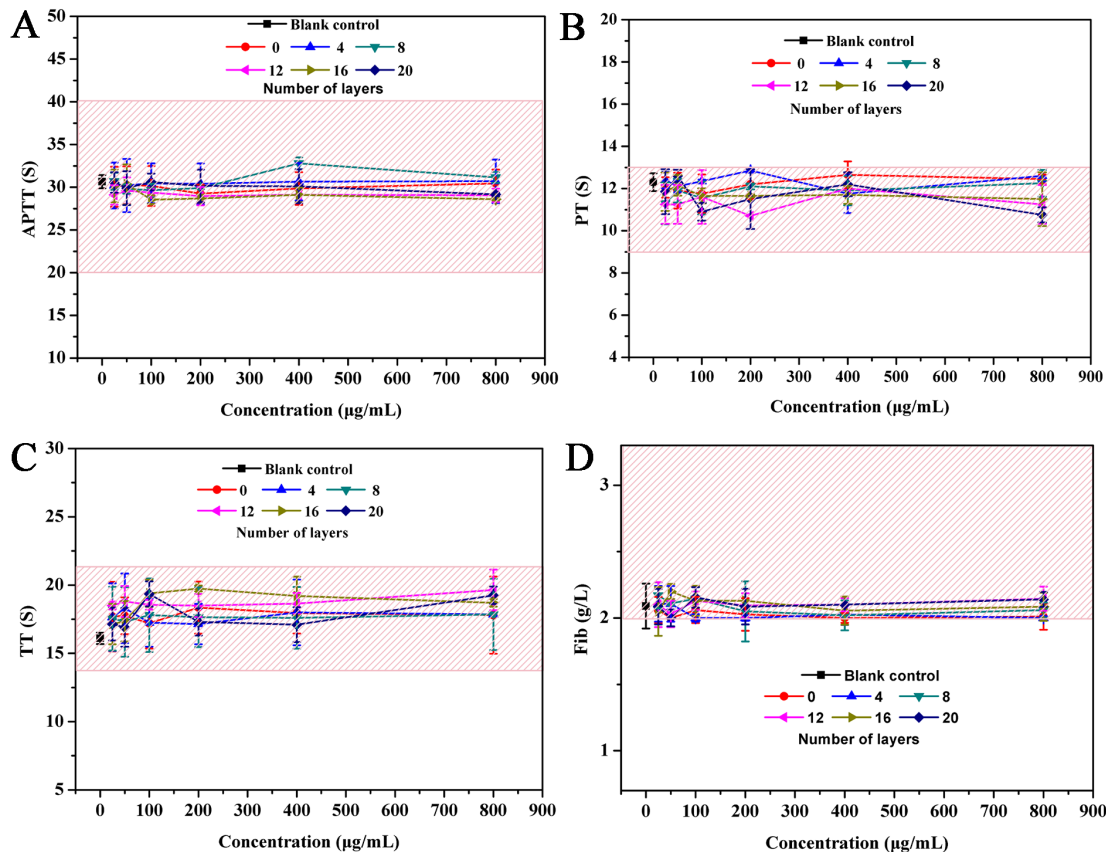 A
50
45
40
35
30
25
20
15
10
APTT (S)
Blank control
0 4 8
12 16 20
Number of layers
0 100 200 300 400 500 600 700 800 900
Concentration (μg/mL)
B
20
18
16
14
12
10
8
6
4
PT (S)
Blank control
0 4 8
12 16 20
Number of layers
0 100 200 300 400 500 600 700 800 900
Concentration (μg/mL)
C
30
25
20
15
10
5
TT (S)
Blank control
0 4 8
12 16 20
Number of layers
0 100 200 300 400 500 600 700 800 900
Concentration (μg/mL)
D
3
2
1
Fib (g/L)
Blank control
0 4 8
12 16 20
Number of layers
0 100 200 300 400 500 600 700 800 900
Concentration (μg/mL)